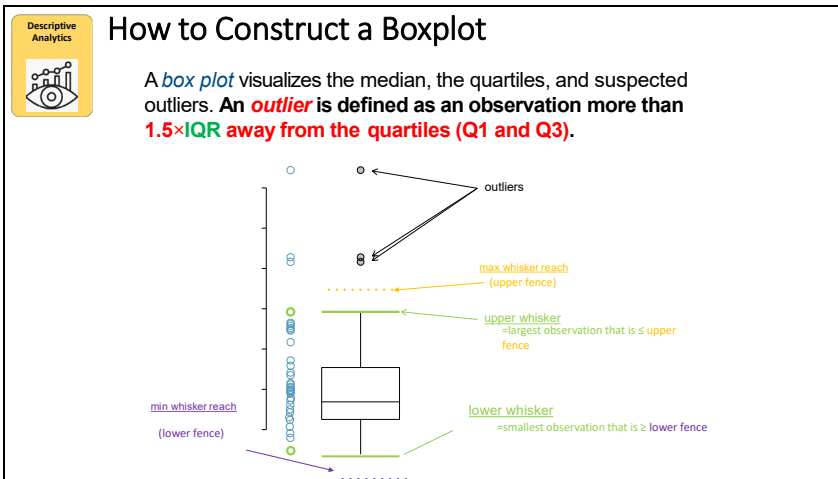 Descriptive
Analytics
How to Construct a Boxplot
A box plot visualizes the median, the quartiles, and suspected
outliers. An outlier is defined as an observation more than
1.5×IQR away from the quartiles (Q1 and Q3).
outliers
max whisker reach
(upper fence)
upper whisker
=largest observation that is ≤ upper
fence
min whisker reach
(lower fence)
lower whisker
=smallest observation that is ≥ lower fence